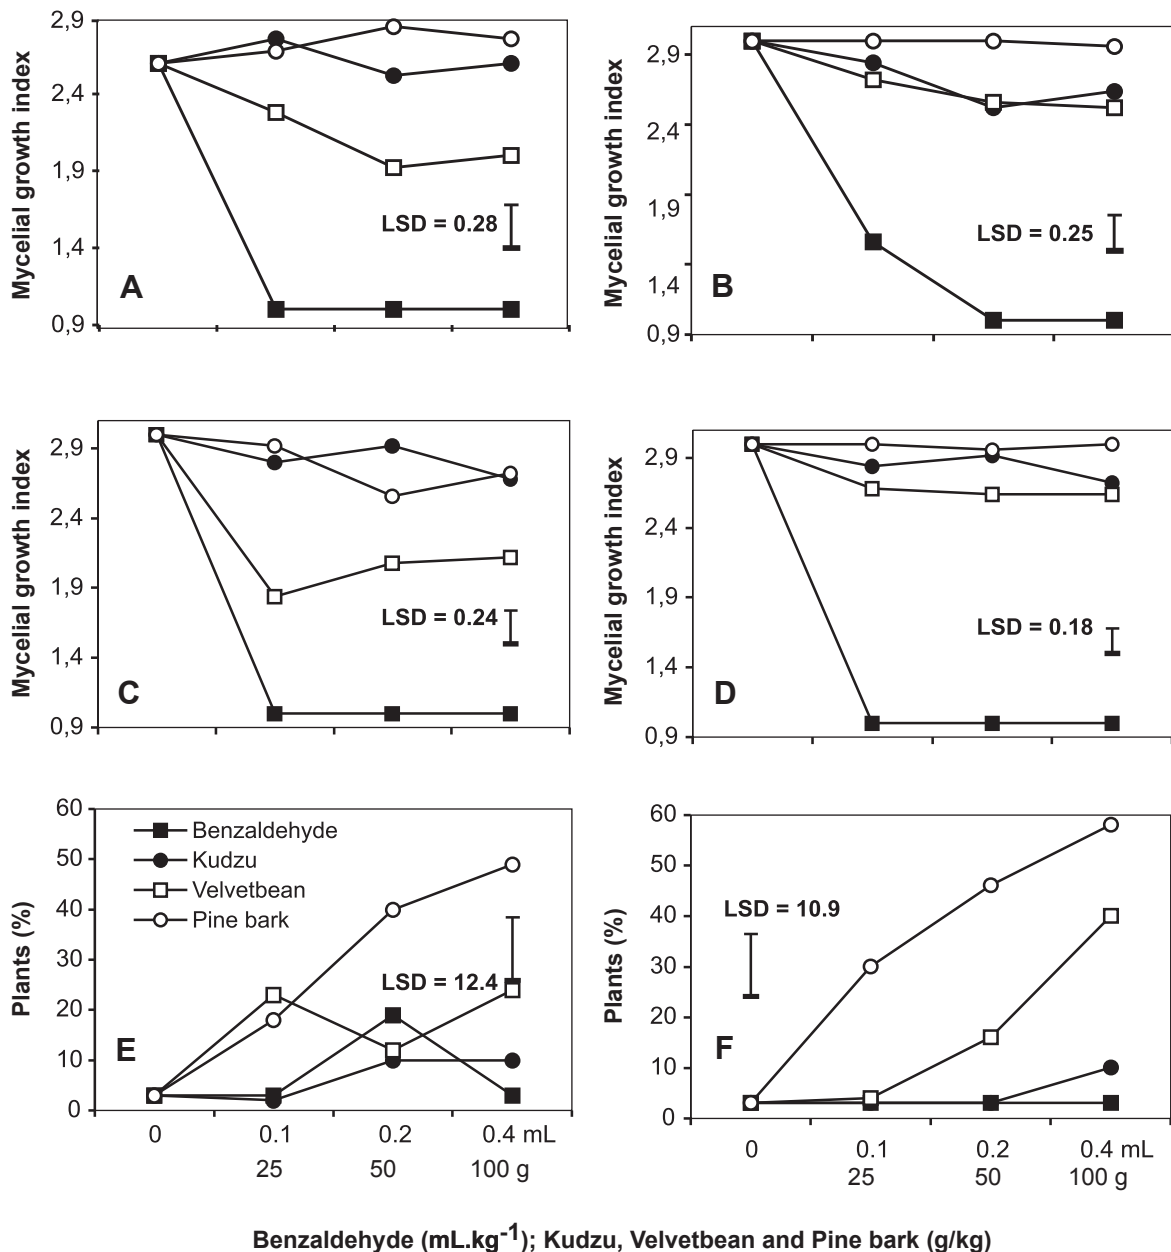 Mycelial growth index
2,9
2,4
1,9
1,4
0,9
LSD = 0.28
A
Mycelial growth index
2,9
2,4
1,9
1,4
0,9
LSD = 0.25
B
Mycelial growth index
2,9
2,4
1,9
1,4
0,9
LSD = 0.24
C
Mycelial growth index
2,9
2,4
1,9
1,4
0,9
LSD = 0.18
D
Plants (%)
60
50
40
30
20
10
0
Benzaldehyde
Kudzu
Velvetbean
Pine bark
LSD = 12.4
E
0 0.1 0.2 0.4 mL
25 50 100 g
Plants (%)
60
50
40
30
20
10
0
LSD = 10.9
F
0 0.1 0.2 0.4 mL
25 50 100 g
Benzaldehyde (mL.kg⁻¹); Kudzu, Velvetbean and Pine bark (g/kg)